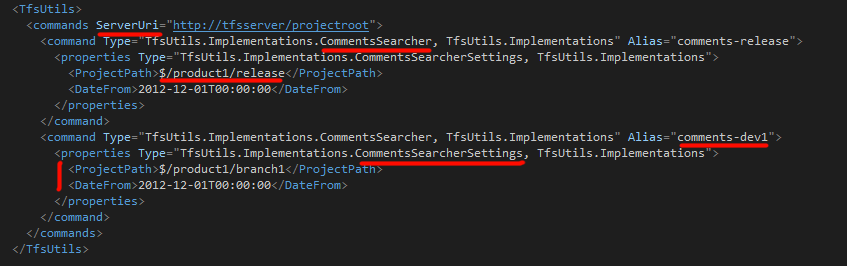 <TfsUtils>
<commands ServerUri="http://tfsserver/projectroot">
<command Type="TfsUtils.Implementations.CommentsSearcher, TfsUtils.Implementations" Alias="comments-release">
<properties Type="TfsUtils.Implementations.CommentsSearcherSettings, TfsUtils.Implementations">
<ProjectPath>$/product1/release</ProjectPath>
<DateFrom>2012-12-01T00:00:00</DateFrom>
</properties>
</command>
<command Type="TfsUtils.Implementations.CommentsSearcher, TfsUtils.Implementations" Alias="comments-dev1">
<properties Type="TfsUtils.Implementations.CommentsSearcherSettings, TfsUtils.Implementations">
<ProjectPath>$/product1/branch1</ProjectPath>
<DateFrom>2012-12-01T00:00:00</DateFrom>
</properties>
</command>
</commands>
</TfsUtils>